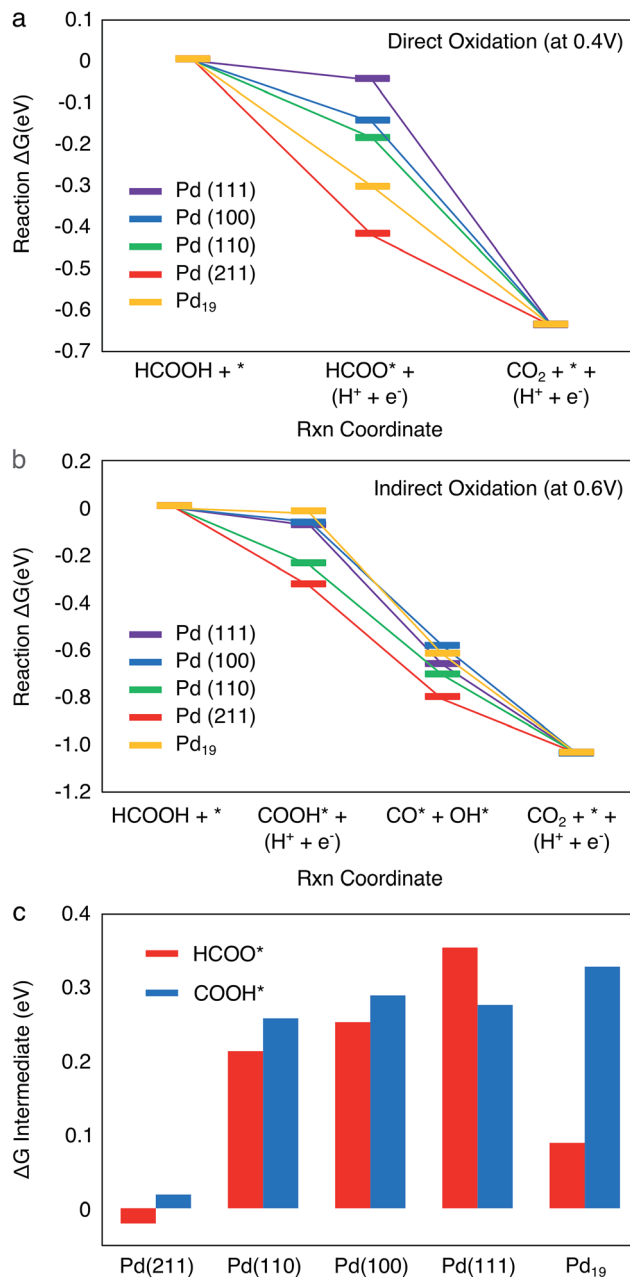 a
Direct Oxidation (at 0.4V)
Reaction ΔG(eV)
0.1
0
-0.1
-0.2
-0.3
-0.4
-0.5
-0.6
-0.7
Pd (111)
Pd (100)
Pd (110)
Pd (211)
Pd₁₉
HCOOH + *
HCOO* +
(H⁺ + e⁻)
CO₂ + * +
(H⁺ + e⁻)
Rxn Coordinate
b
Indirect Oxidation (at 0.6V)
Reaction ΔG(eV)
0.2
0
-0.2
-0.4
-0.6
-0.8
-1.0
-1.2
Pd (111)
Pd (100)
Pd (110)
Pd (211)
Pd₁₉
HCOOH + *
COOH* +
(H⁺ + e⁻)
CO* + OH*
CO₂ + * +
(H⁺ + e⁻)
Rxn Coordinate
c
ΔG Intermediate (eV)
0.4
0.3
0.2
0.1
0
HCOO*
COOH*
Pd(211)
Pd(110)
Pd(100)
Pd(111)
Pd₁₉